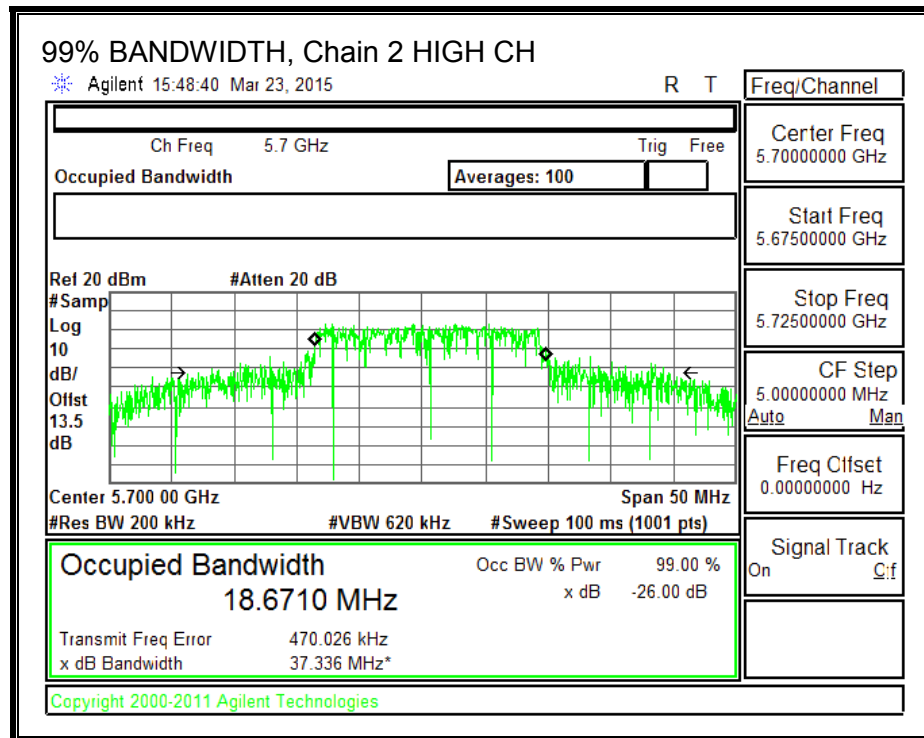 99% BANDWIDTH, Chain 2 HIGH CH
Agilent 15:48:40 Mar 23, 2015 R T
Freq/Channel
Ch Freq 5.7 GHz Trig Free
Occupied Bandwidth Averages: 100
Center Freq
5.70000000 GHz
Start Freq
5.67500000 GHz
Stop Freq
5.72500000 GHz
CF Step
5.00000000 MHz
Auto Man
Freq Offset
0.00000000 Hz
Signal Track
On Off
Ref 20 dBm #Atten 20 dB
#Samp
Log
10
dB/
Offst
13.5
dB
Center 5.700 00 GHz Span 50 MHz
#Res BW 200 kHz #VBW 620 kHz #Sweep 100 ms (1001 pts)
Occupied Bandwidth
18.6710 MHz
Occ BW % Pwr 99.00 %
x dB -26.00 dB
Transmit Freq Error 470.026 kHz
x dB Bandwidth 37.336 MHz*
Copyright 2000-2011 Agilent Technologies